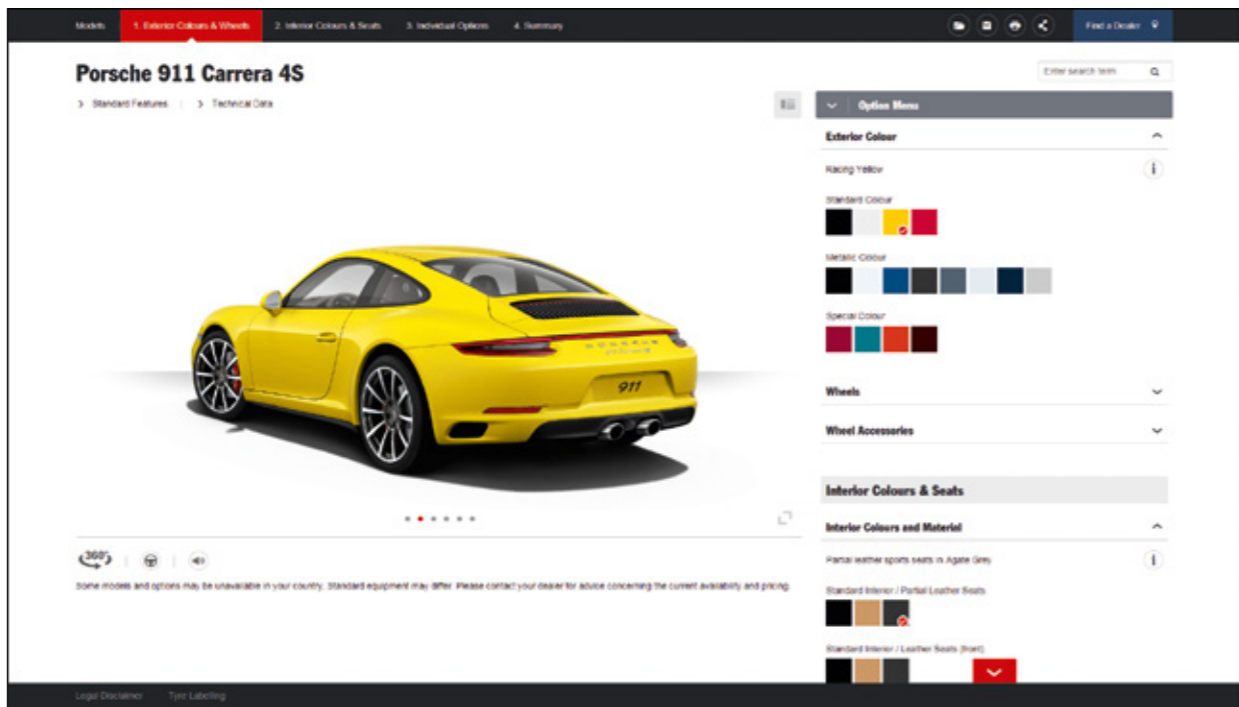 Models
1. Exterior Colours & Wheels
2. Interior Colours & Seats
3. Individual Options
4. Summary
Find a Dealer
Porsche 911 Carrera 4S
Enter search term
Standard Features
Technical Data
Option Menu
Exterior Colour
Racing Yellow
Standard Colour
Metallic Colour
Special Colour
PORSCHE
911
Wheels
Wheel Accessories
Interior Colours & Seats
Interior Colours and Material
360°
Partial leather sports seats in Agate Grey
Some models and options may be unavailable in your country. Standard equipment may differ. Please contact your dealer for advice concerning the current availability and pricing.
Standard Interior / Partial Leather Seats
Standard Interior / Leather Seats (front)
Legal Disclaimer
Tyre Labelling